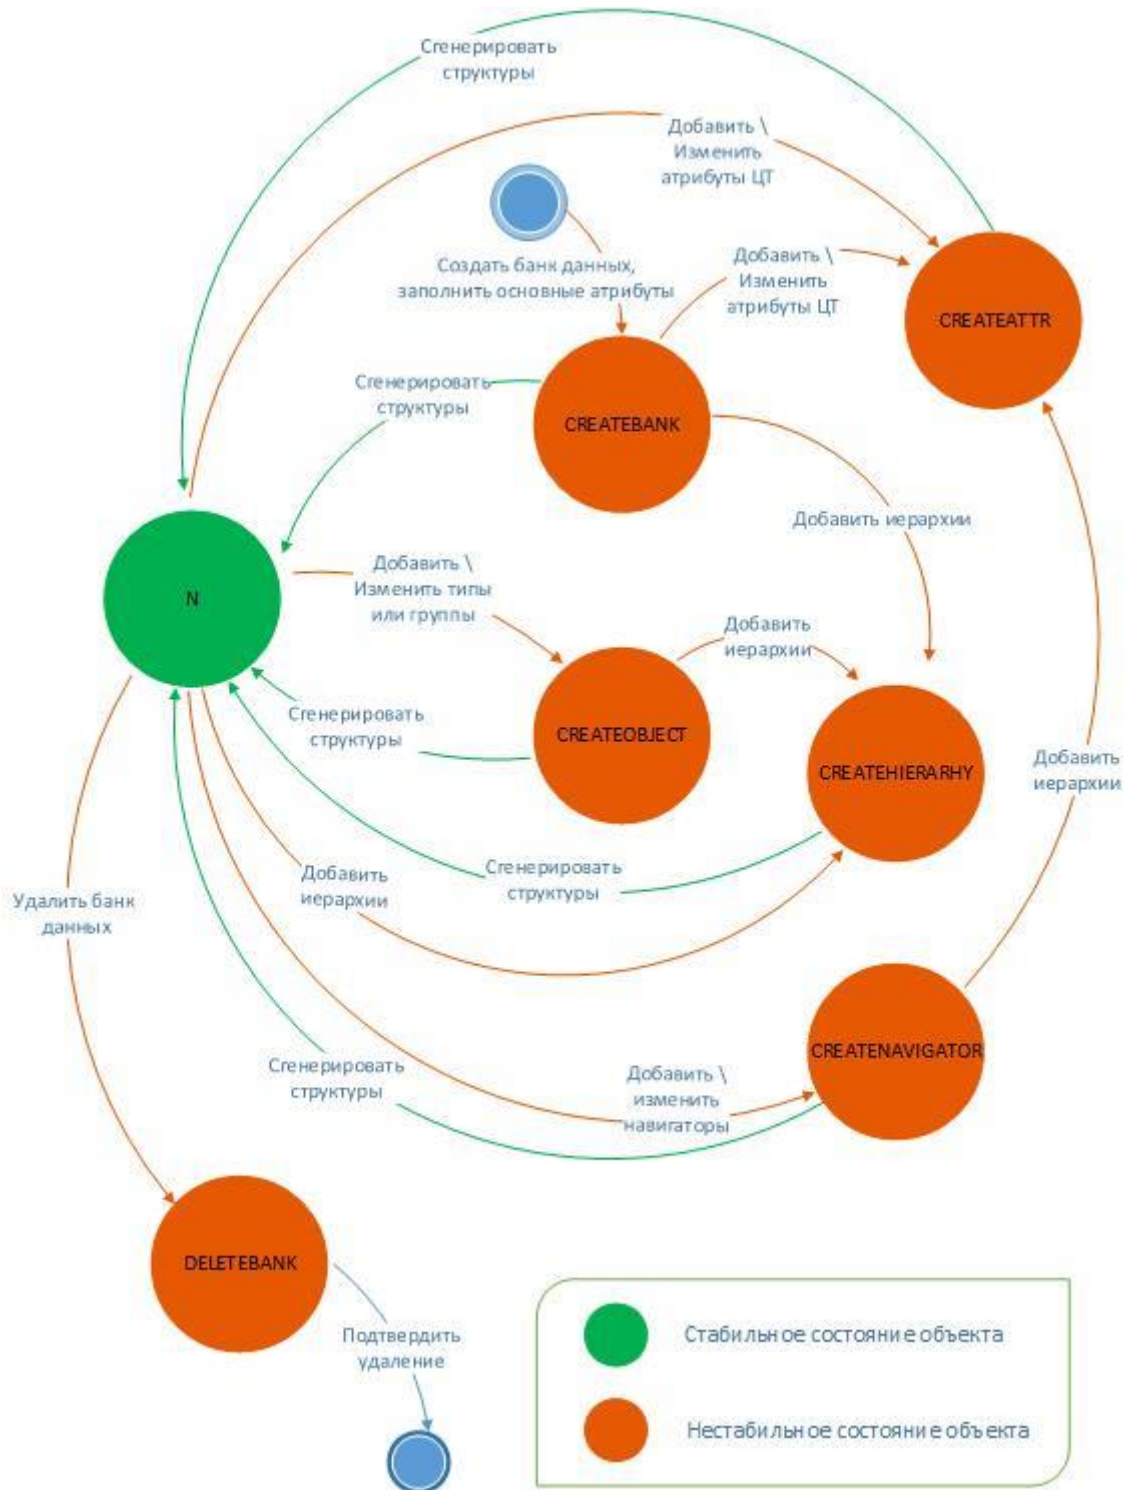 Сгенерировать
структуры
Добавить \
Изменить
атрибуты ЦТ
Создать банк данных,
заполнить основные атрибуты
Добавить \
Изменить
атрибуты ЦТ
CREATEATTR
Сгенерировать
структуры
CREATEBANK
Добавить иерархии
N
Добавить \
Изменить типы
или группы
Добавить
иерархии
Сгенерировать
структуры
CREATEOBJECT
CREATEHIERARHY
Добавить
иерархии
Сгенерировать
структуры
Добавить
иерархии
Удалить банк
данных
CREATENAVIGATOR
Сгенерировать
структуры
Добавить \
изменить
навигаторы
DELETEBANK
Подтвердить
удаление
Стабильное состояние объекта
Нестабильное состояние объекта